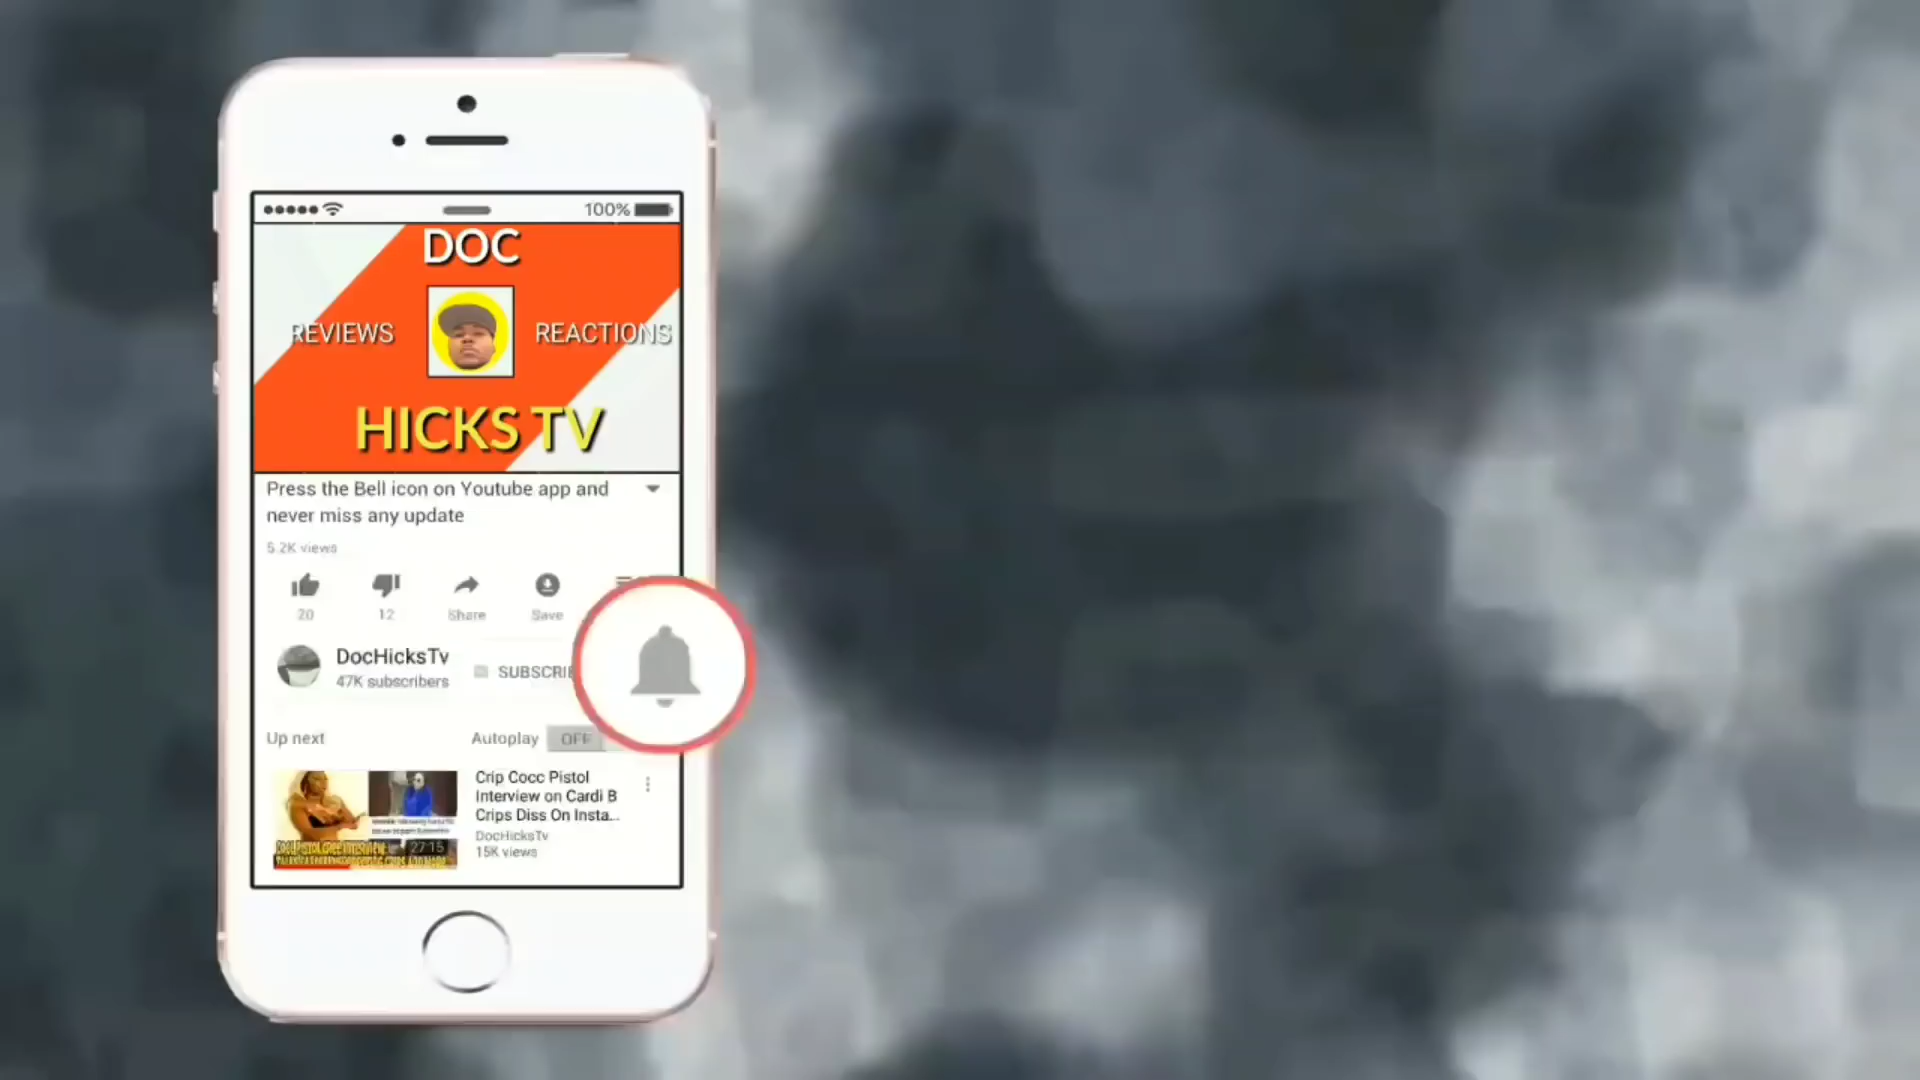 100%
DOC
REVIEWS
REACTIONS
HICKS TV
Press the Bell icon on Youtube app and
never miss any update
5.2K views
20
12
Share
Save
DocHicksTv
47K subscribers
SUBSCRIB
Up next
Autoplay
OFF
Crip Cocc Pistol
Interview on Cardi B
Crips Diss On Insta...
DocHicksTv
15K views
27:15